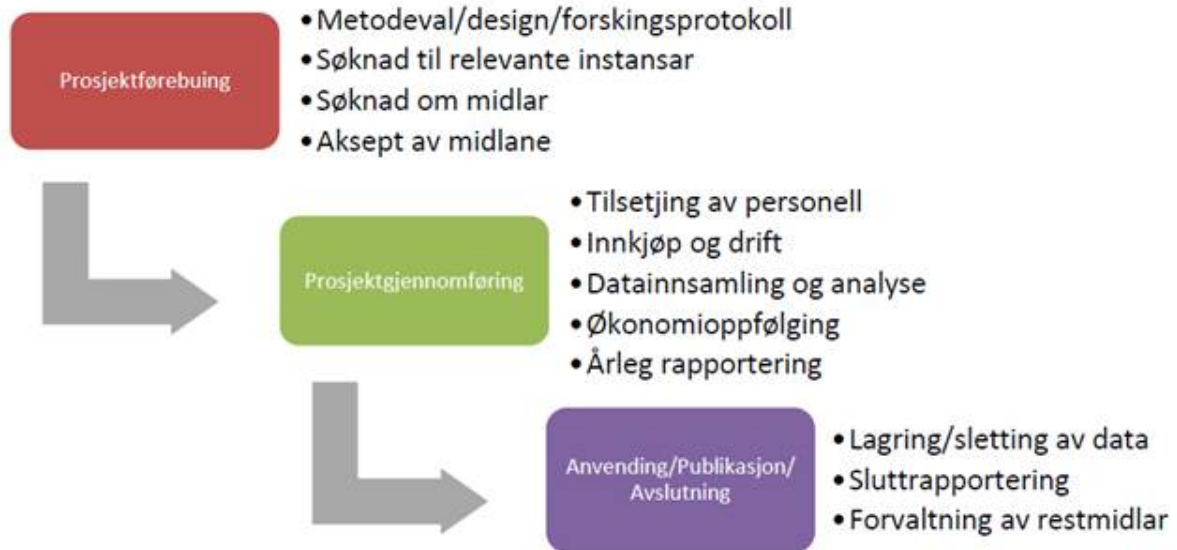 Prosjektførebuing
•Metodeval/design/forskingsprotokoll
•Søknad til relevante instansar
•Søknad om midlar
•Aksept av midlane
Prosjektgjennomføring
•Tilsetjing av personell
•Innkjøp og drift
•Datainnsamling og analyse
•Økonomioppfølging
•Årleg rapportering
Anvending/Publikasjon/
Avslutning
•Lagring/sletting av data
•Sluttrapportering
•Forvaltning av restmidlar